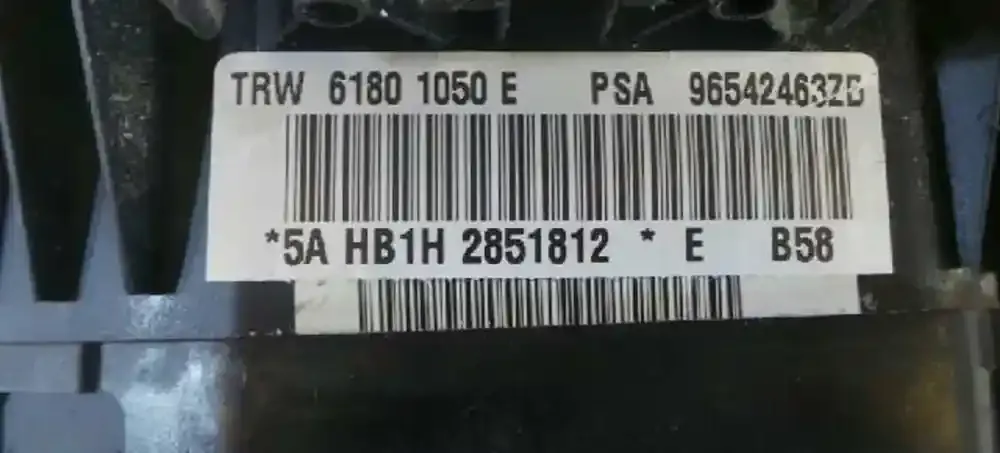 TRW 6180 1050 E PSA 96542463ZD
*5A HB1H 2851812 * E B58